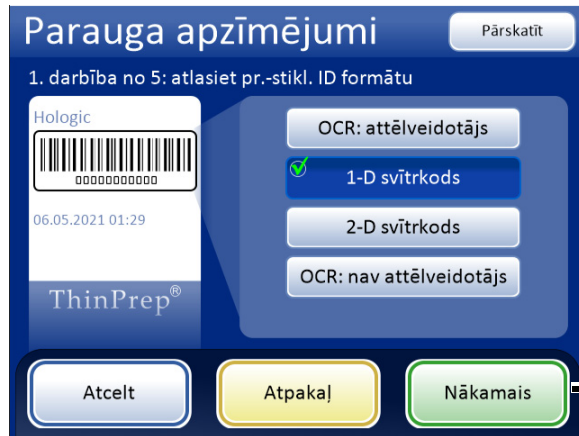 Parauga apzīmējumi
Pārskatīt
1. darbība no 5: atlasiet pr.-stikl. ID formātu
Hologic
00000000000
06.05.2021 01:29
ThinPrep®
OCR: attēlveidotājs
1-D svītrkods
2-D svītrkods
OCR: nav attēlveidotājs
Atcelt
Atpakaļ
Nākamais